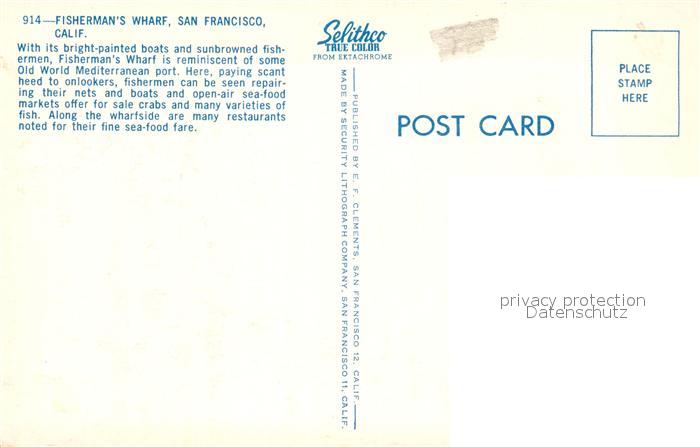 914—FISHERMAN'S WHARF, SAN FRANCISCO,
CALIF.
With its bright-painted boats and sunbrowned fish-
ermen, Fisherman's Wharf is reminiscent of some
Old World Mediterranean port. Here, paying scant
heed to onlookers, fishermen can be seen repair-
ing their nets and boats and open-air sea-food
markets offer for sale crabs and many varieties of
fish. Along the wharfside are many restaurants
noted for their fine sea-food fare.
Selithco
TRUE COLOR
FROM EKTACHROME
PUBLISHED BY E. F. CLEMENTS, SAN FRANCISCO 12, CALIF.
MADE BY SECURITY LITHOGRAPH COMPANY, SAN FRANCISCO 11, CALIF.
POST CARD
PLACE
STAMP
HERE
privacy protection
Datenschutz